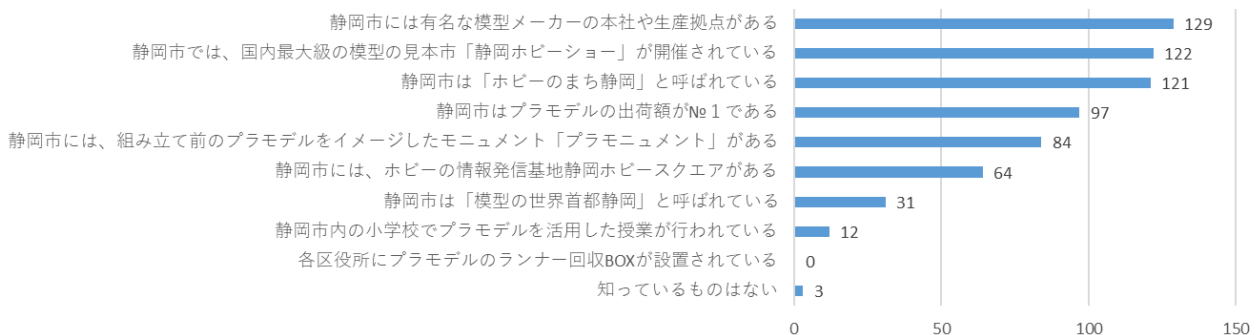 静岡市には有名な模型メーカーの本社や生産拠点がある 129
静岡市では、国内最大級の模型の見本市「静岡ホビーショー」が開催されている 122
静岡市は「ホビーのまち静岡」と呼ばれている 121
静岡市はプラモデルの出荷額が№１である 97
静岡市には、組み立て前のプラモデルをイメージしたモニュメント「プラモニュメント」がある 84
静岡市には、ホビーの情報発信基地静岡ホビースクエアがある 64
静岡市は「模型の世界首都静岡」と呼ばれている 31
静岡市内の小学校でプラモデルを活用した授業が行われている 12
各区役所にプラモデルのランナー回収BOXが設置されている 0
知っているものはない 3
0 50 100 150